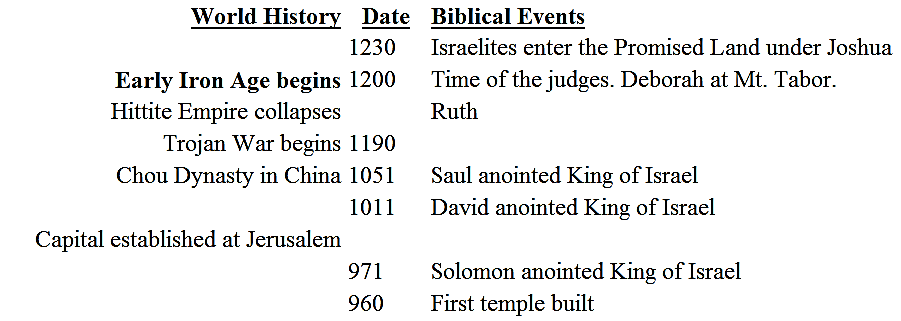 World History Date Biblical Events
1230 Israelites enter the Promised Land under Joshua
Early Iron Age begins 1200 Time of the judges. Deborah at Mt. Tabor.
Hittite Empire collapses Ruth
Trojan War begins 1190
Chou Dynasty in China 1051 Saul anointed King of Israel
1011 David anointed King of Israel
Capital established at Jerusalem
971 Solomon anointed King of Israel
960 First temple built